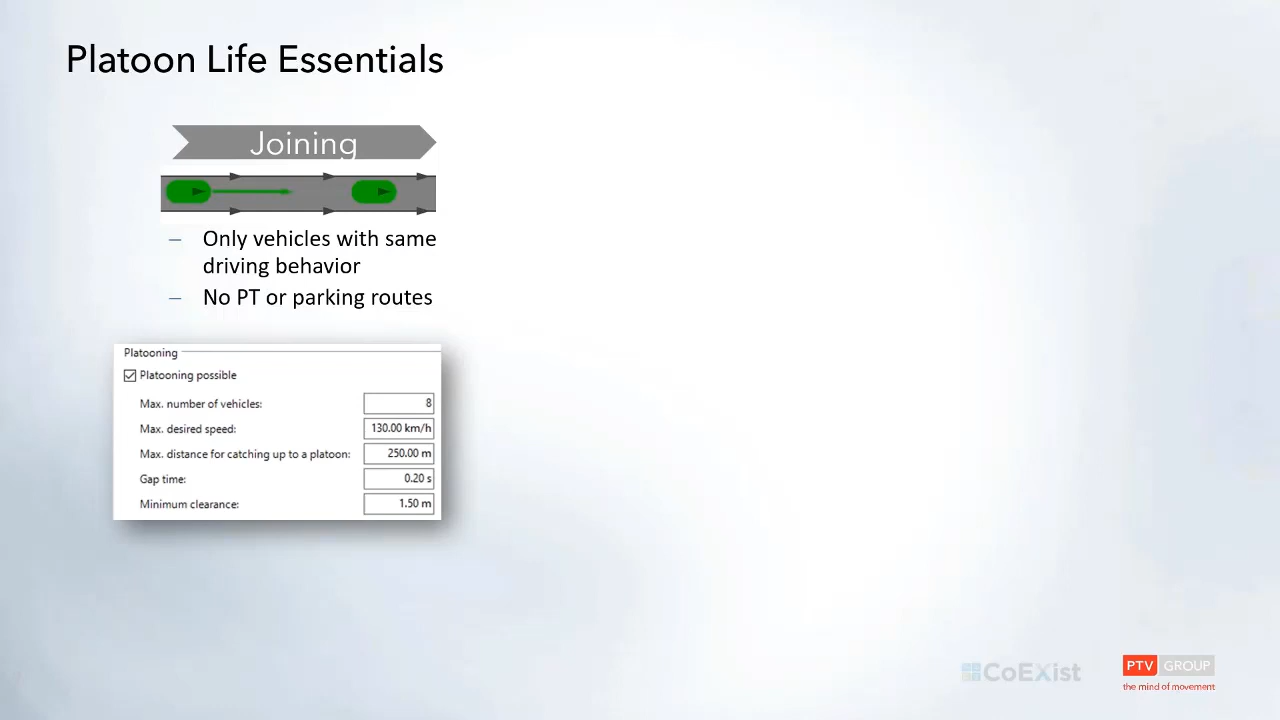 Platoon Life Essentials
Joining
– Only vehicles with same
driving behavior
– No PT or parking routes
Platooning
Platooning possible
Max. number of vehicles: 8
Max. desired speed: 130.00 km/h
Max. distance for catching up to a platoon: 250.00 m
Gap time: 0.20 s
Minimum clearance: 1.50 m
CoEXist
PTV GROUP
the mind of movement